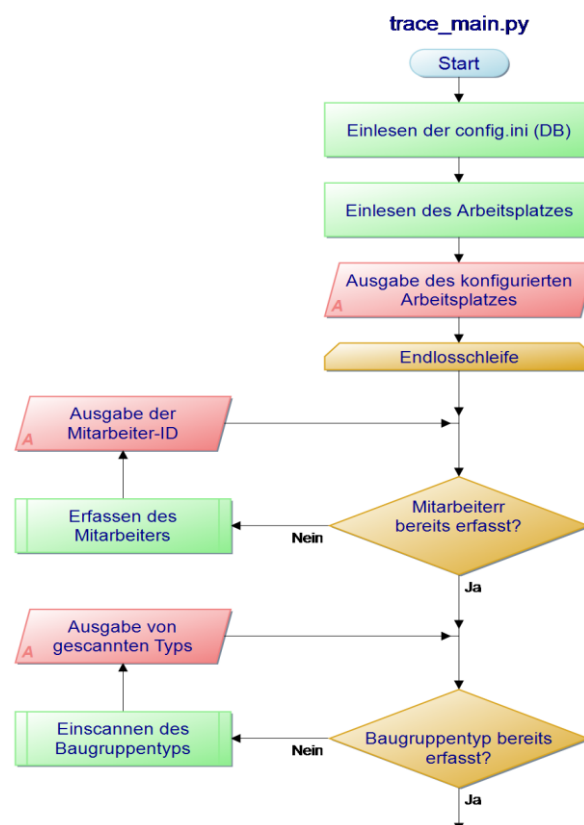 trace_main.py
Start
Einlesen der config.ini (DB)
Einlesen des Arbeitsplatzes
Ausgabe des konfigurierten
Arbeitsplatzes
A
Endlosschleife
Ausgabe der
Mitarbeiter-ID
A
Mitarbeiterr
bereits erfasst?
Erfassen des
Mitarbeiters
Nein
Ja
Ausgabe von
gescannten Typs
A
Baugruppentyp bereits
erfasst?
Einscannen des
Baugruppentyps
Nein
Ja